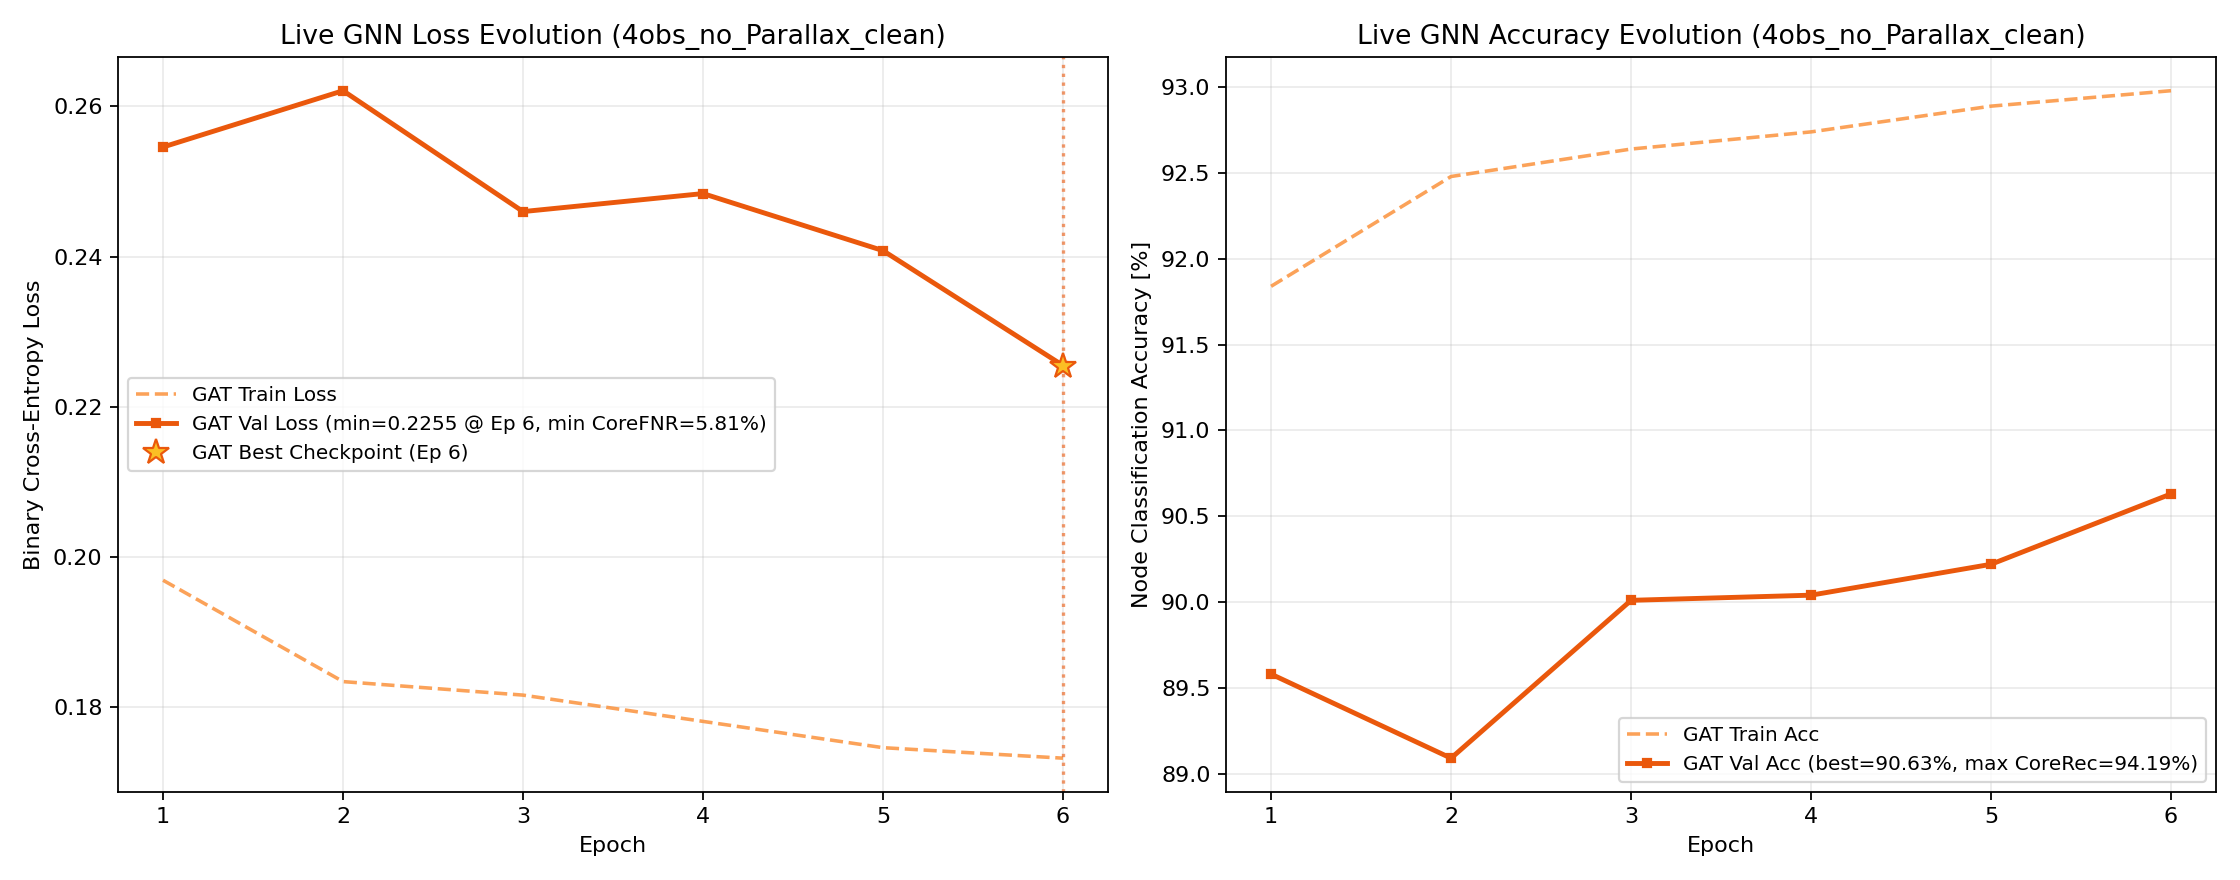 Live GNN Loss Evolution (4obs_no_Parallax_clean)
Binary Cross-Entropy Loss
0.26
0.24
0.22
0.20
0.18
GAT Train Loss
GAT Val Loss (min=0.2255 @ Ep 6, min CoreFNR=5.81%)
GAT Best Checkpoint (Ep 6)
1 2 3 4 5 6
Epoch
Live GNN Accuracy Evolution (4obs_no_Parallax_clean)
Node Classification Accuracy [%]
93.0
92.5
92.0
91.5
91.0
90.5
90.0
89.5
89.0
GAT Train Acc
GAT Val Acc (best=90.63%, max CoreRec=94.19%)
1 2 3 4 5 6
Epoch